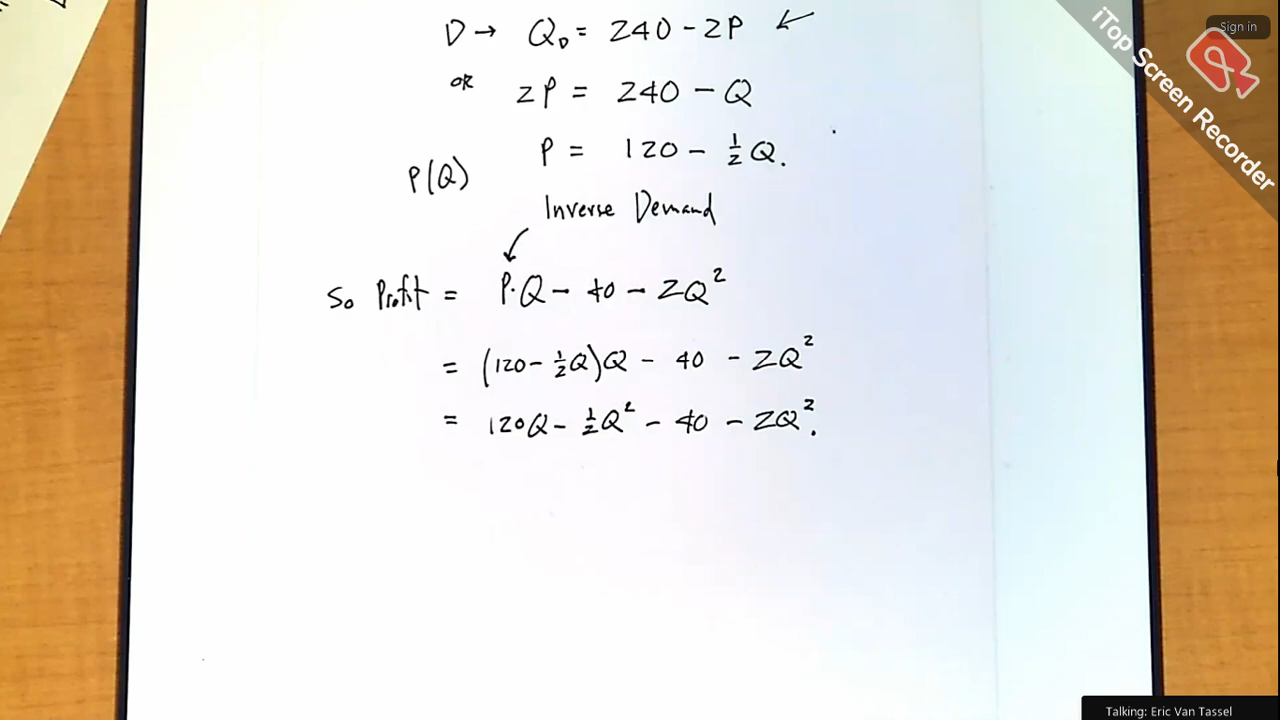 D → Q_D = 240 - 2P ↙
OR 2P = 240 - Q
P = 120 - ½Q.
P(Q)
Inverse Demand
So Profit = P·Q - 40 - 2Q²
= (120 - ½Q)Q - 40 - 2Q²
= 120Q - ½Q² - 40 - 2Q².
Sign in
iTop Screen Recorder
Talking: Eric Van Tassel